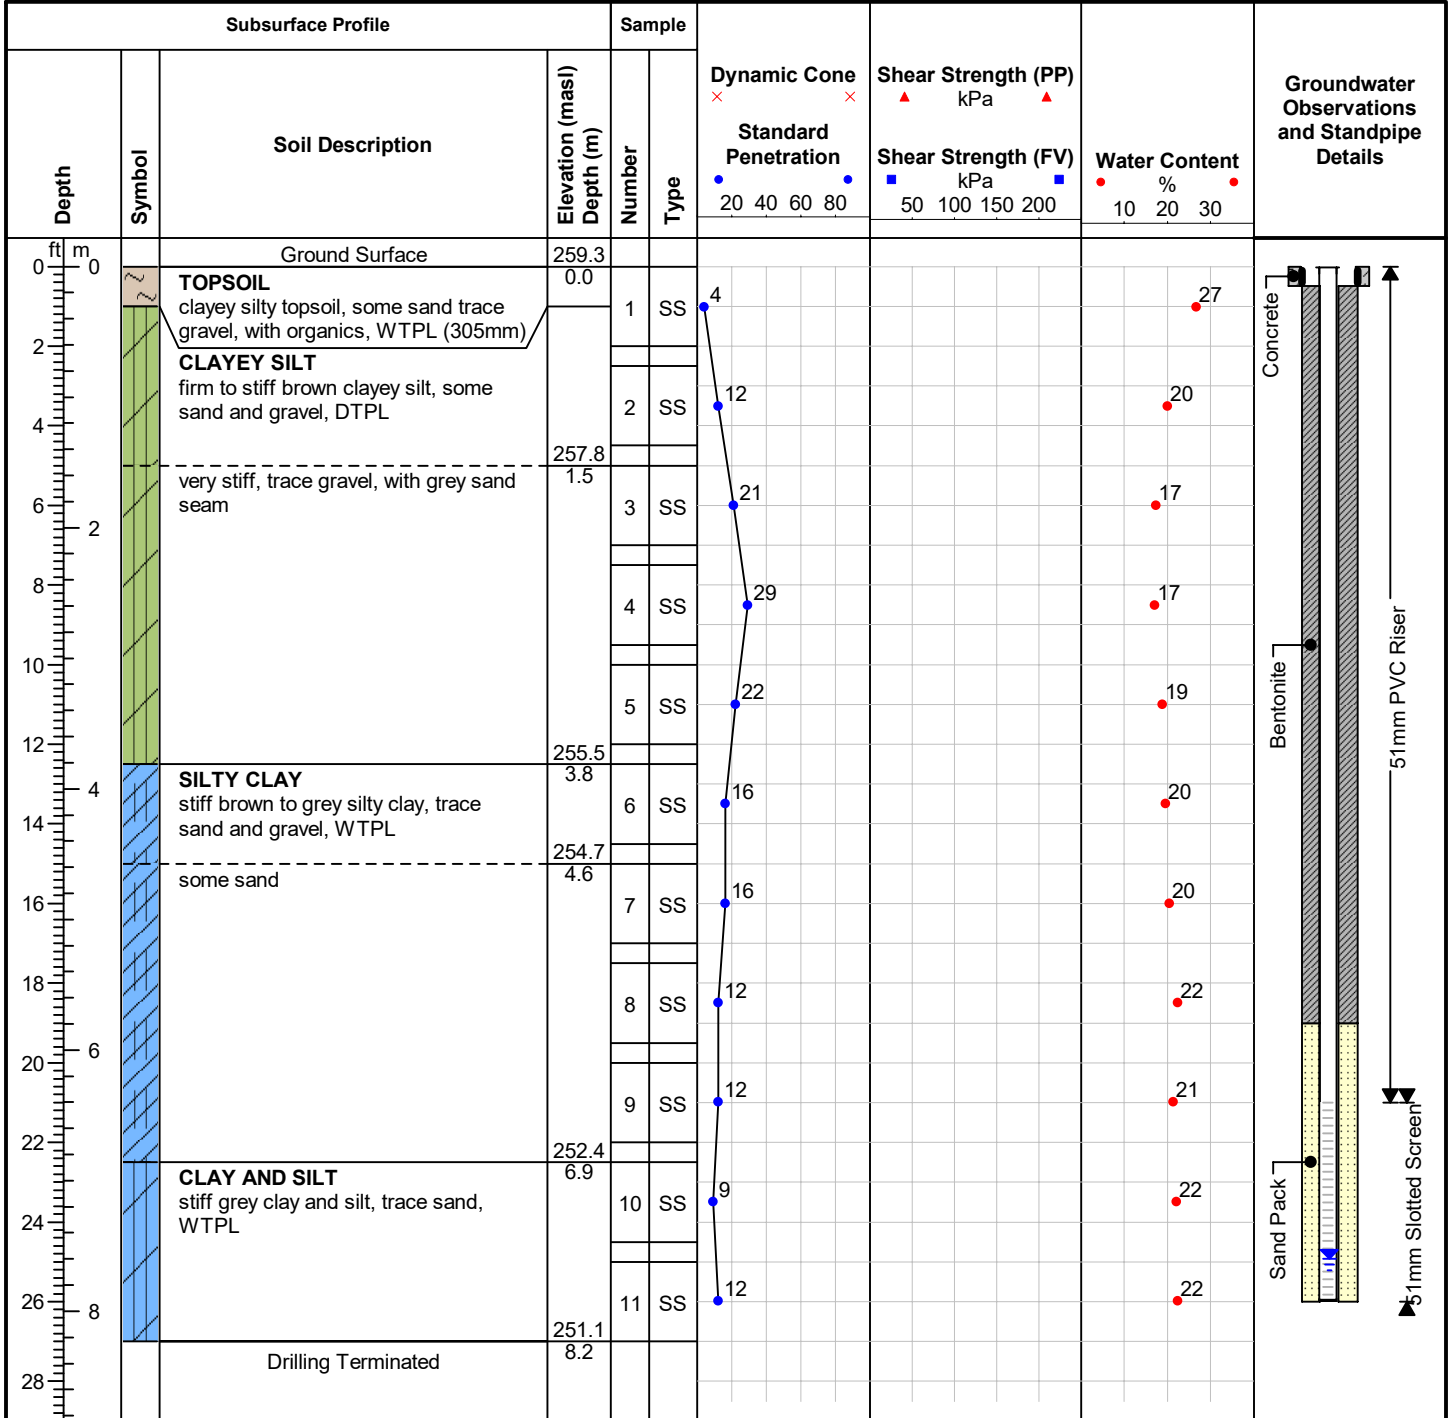 Subsurface Profile
Sample
Depth
Symbol
Soil Description
Elevation (masl)
Depth (m)
Number
Type
Dynamic Cone
Standard
Penetration
20 40 60 80
Shear Strength (PP)
kPa
Shear Strength (FV)
kPa
50 100 150 200
Water Content
%
10 20 30
Groundwater
Observations
and Standpipe
Details
ft m
Ground Surface
259.3
0 0
0.0
TOPSOIL
clayey silty topsoil, some sand trace
gravel, with organics, WTPL (305mm)
1 SS 4 27
2
CLAYEY SILT
firm to stiff brown clayey silt, some
sand and gravel, DTPL
2 SS 12 20
4
257.8
1.5
very stiff, trace gravel, with grey sand
seam
3 SS 21 17
6
2
8
4 SS 29 17
10
5 SS 22 19
12
255.5
3.8
SILTY CLAY
stiff brown to grey silty clay, trace
sand and gravel, WTPL
4
6 SS 16 20
14
254.7
4.6
some sand
16
7 SS 16 20
18
8 SS 12 22
6
20
9 SS 12 21
22
252.4
6.9
CLAY AND SILT
stiff grey clay and silt, trace sand,
WTPL
10 SS 9 22
24
26
8
11 SS 12 22
251.1
8.2
Drilling Terminated
28
Concrete
Bentonite
51mm PVC Riser
Sand Pack
51mm Slotted Screen